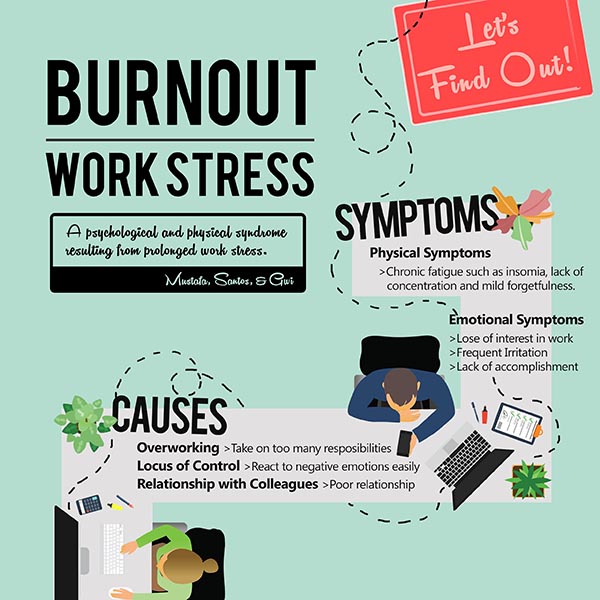 Let's
Find Out!
BURNOUT
WORK STRESS
A psychological and physical syndrome
resulting from prolonged work stress.
Mustafa, Santos, & Gwi
SYMPTOMS
Physical Symptoms
>Chronic fatigue such as insomia, lack of
concentration and mild forgetfulness.
Emotional Symptoms
>Lose of interest in work
>Frequent Irritation
>Lack of accomplishment
CAUSES
Overworking >Take on too many resposibilities
Locus of Control >React to negative emotions easily
Relationship with Colleagues >Poor relationship